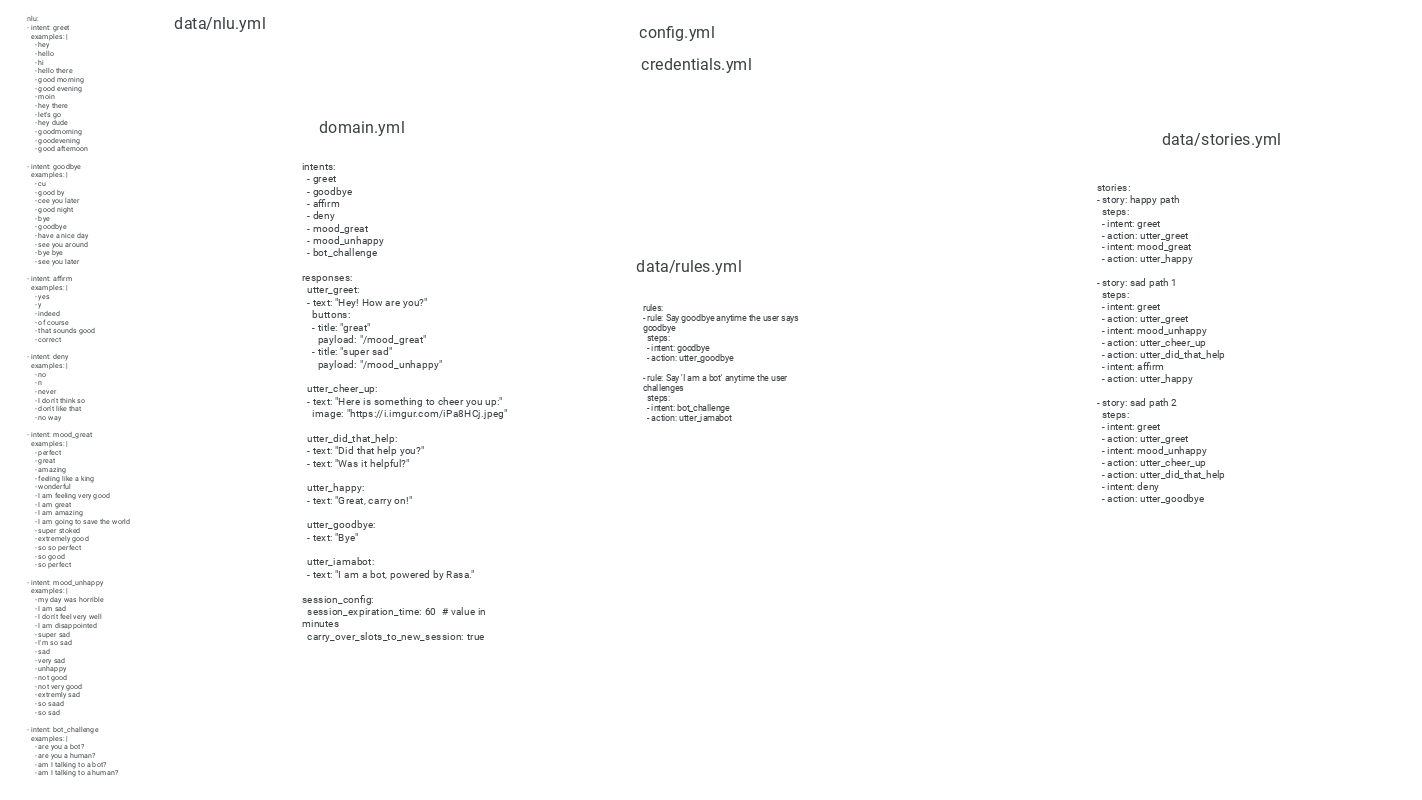 nlu:
- intent: greet
examples: |
- hey
- hello
- hi
- hello there
- good morning
- good evening
- moin
- hey there
- let's go
- hey dude
- goodmorning
- goodevening
- good afternoon
- intent: goodbye
examples: |
- cu
- good by
- cee you later
- good night
- bye
- goodbye
- have a nice day
- see you around
- bye bye
- see you later
- intent: affirm
examples: |
- yes
- y
- indeed
- of course
- that sounds good
- correct
- intent: deny
examples: |
- no
- n
- never
- I don't think so
- don't like that
- no way
- intent: mood_great
examples: |
- perfect
- great
- amazing
- feeling like a king
- wonderful
- I am feeling very good
- I am great
- I am amazing
- I am going to save the world
- super stoked
- extremely good
- so so perfect
- so good
- so perfect
- intent: mood_unhappy
examples: |
- my day was horrible
- I am sad
- I don't feel very well
- I am disappointed
- super sad
- I'm so sad
- sad
- very sad
- unhappy
- not good
- not very good
- extremly sad
- so saad
- so sad
- intent: bot_challenge
examples: |
- are you a bot?
- are you a human?
- am I talking to a bot?
- am I talking to a human?
data/nlu.yml
domain.yml
intents:
- greet
- goodbye
- affirm
- deny
- mood_great
- mood_unhappy
- bot_challenge
responses:
utter_greet:
- text: "Hey! How are you?"
buttons:
- title: "great"
payload: "/mood_great"
- title: "super sad"
payload: "/mood_unhappy"
utter_cheer_up:
- text: "Here is something to cheer you up:"
image: "https://i.imgur.com/iPa8HCj.jpeg"
utter_did_that_help:
- text: "Did that help you?"
- text: "Was it helpful?"
utter_happy:
- text: "Great, carry on!"
utter_goodbye:
- text: "Bye"
utter_iamabot:
- text: "I am a bot, powered by Rasa."
session_config:
session_expiration_time: 60 # value in
minutes
carry_over_slots_to_new_session: true
config.yml
credentials.yml
data/rules.yml
rules:
- rule: Say goodbye anytime the user says
goodbye
steps:
- intent: goodbye
- action: utter_goodbye
- rule: Say 'I am a bot' anytime the user
challenges
steps:
- intent: bot_challenge
- action: utter_iamabot
data/stories.yml
stories:
- story: happy path
steps:
- intent: greet
- action: utter_greet
- intent: mood_great
- action: utter_happy
- story: sad path 1
steps:
- intent: greet
- action: utter_greet
- intent: mood_unhappy
- action: utter_cheer_up
- action: utter_did_that_help
- intent: affirm
- action: utter_happy
- story: sad path 2
steps:
- intent: greet
- action: utter_greet
- intent: mood_unhappy
- action: utter_cheer_up
- action: utter_did_that_help
- intent: deny
- action: utter_goodbye